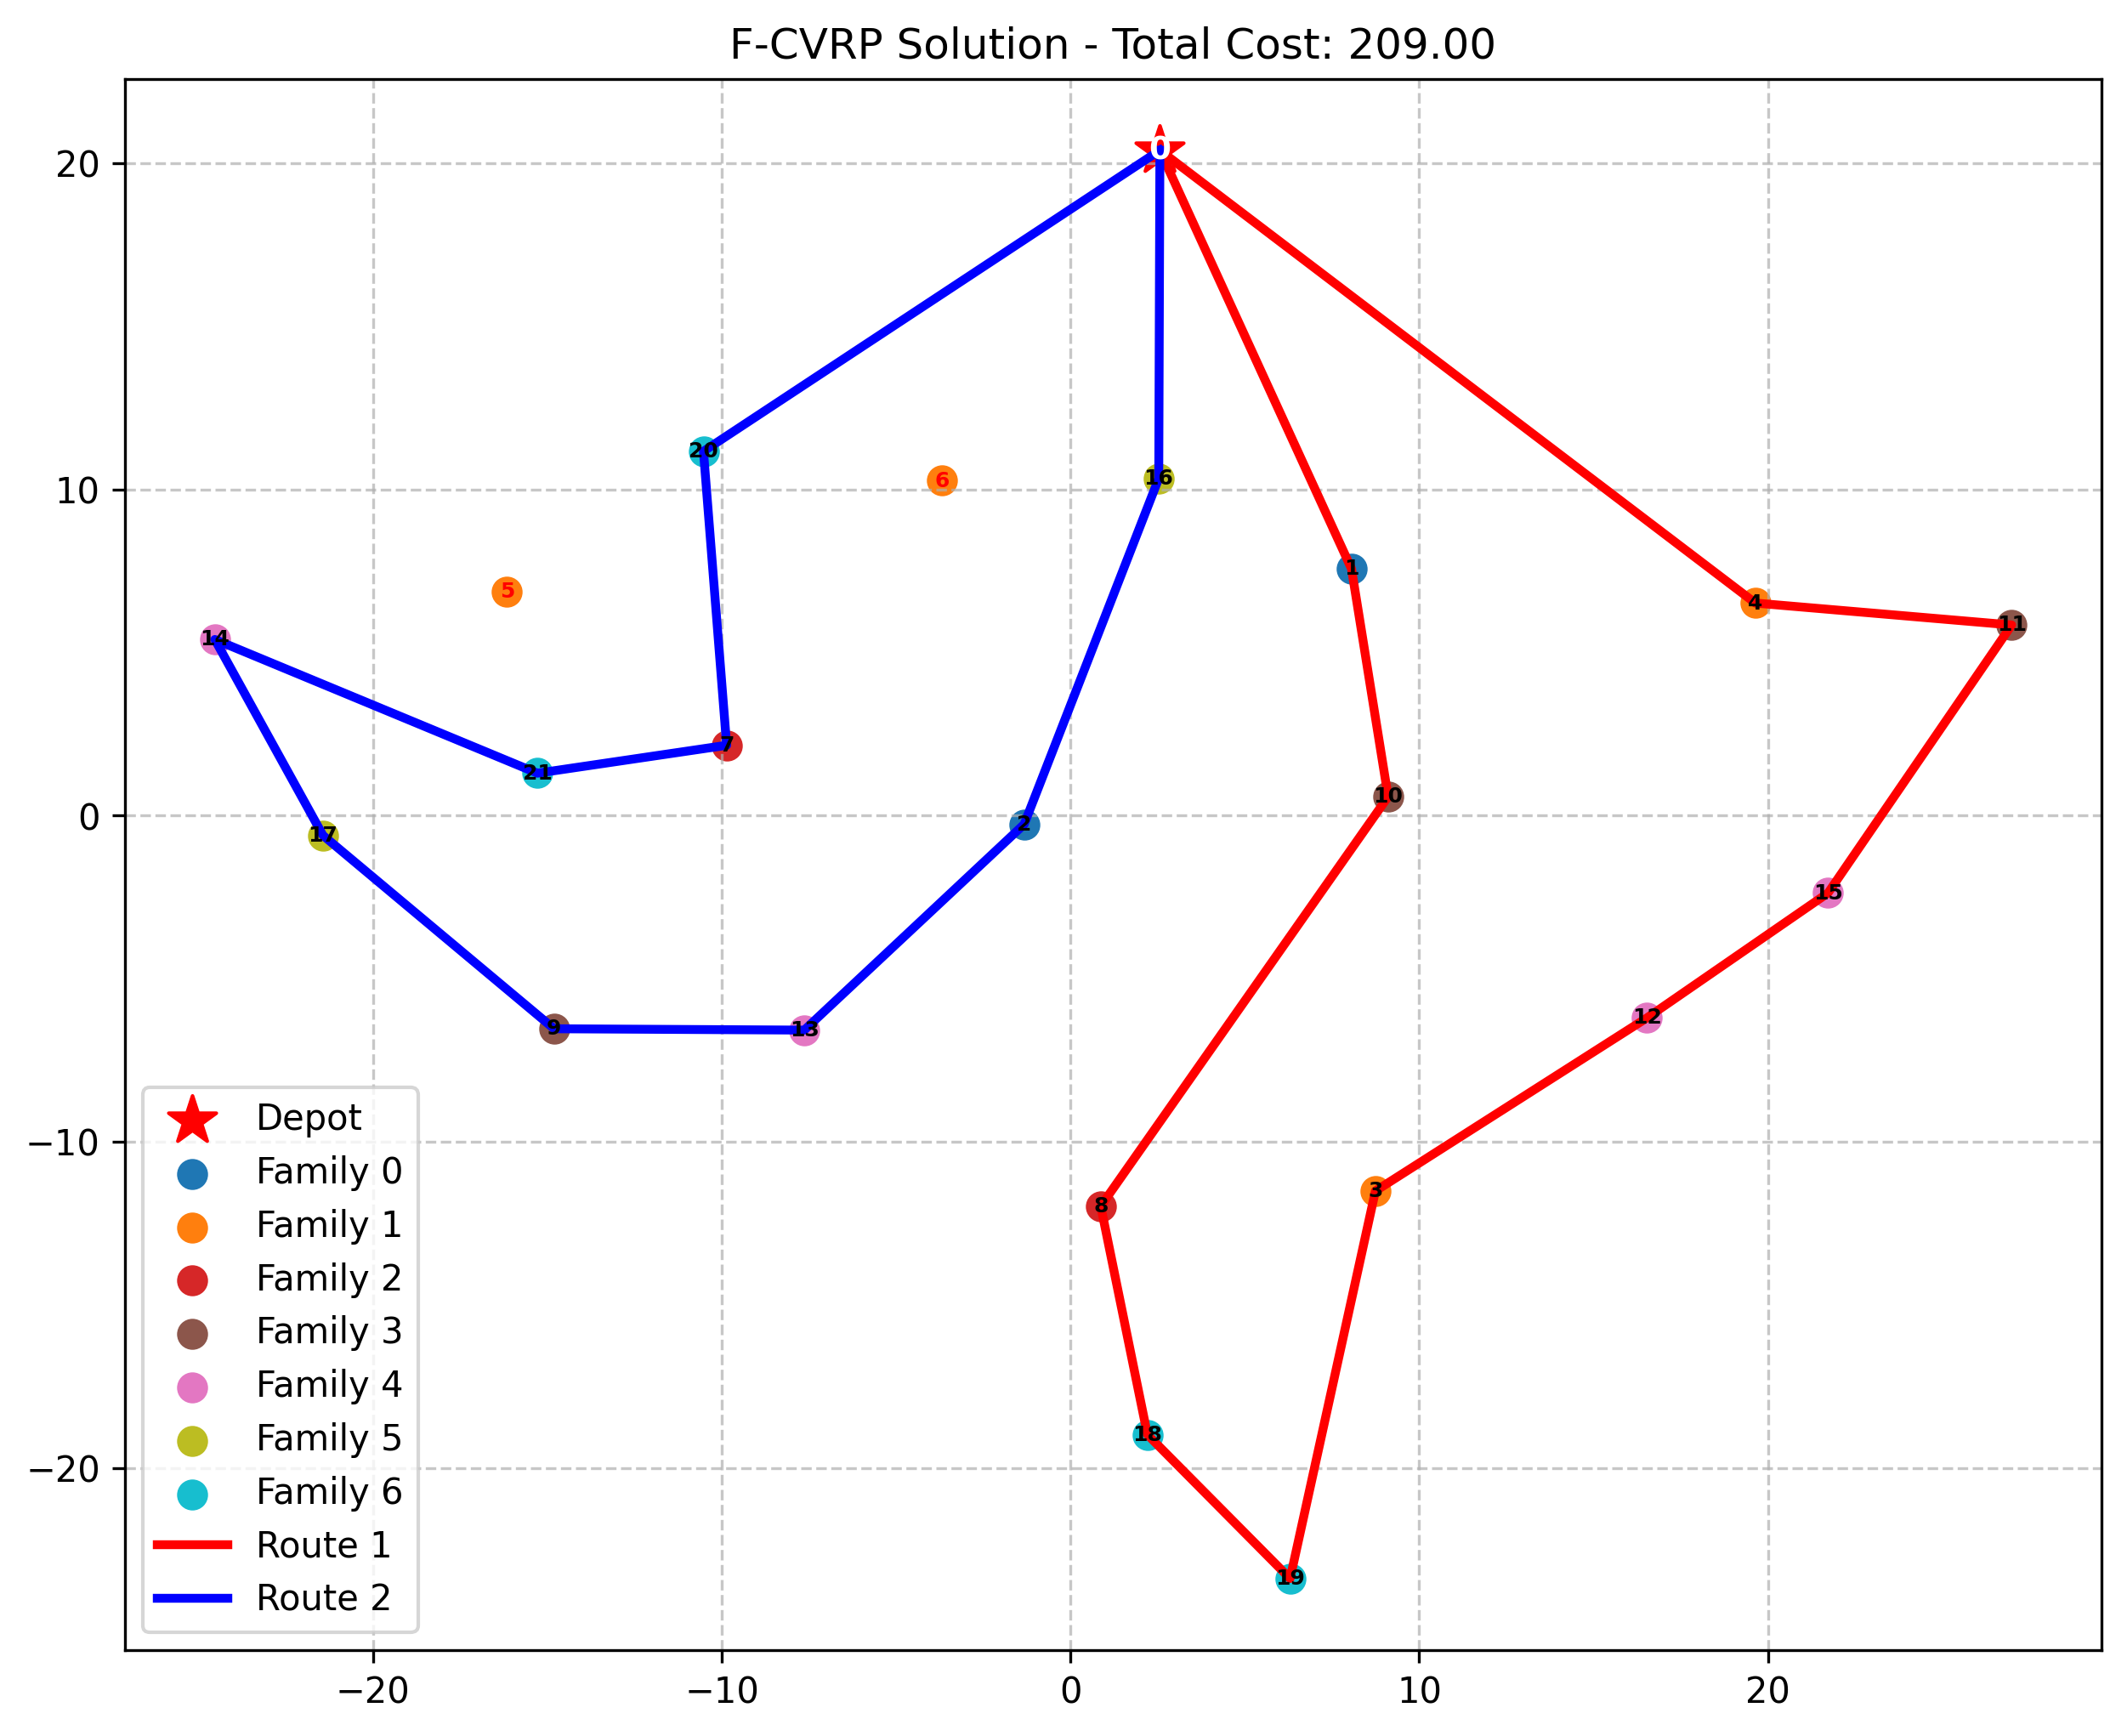 F-CVRP Solution - Total Cost: 209.00
20
10
0
−10
−20
0
20
6
16
5
1
4
11
14
7
21
10
2
17
15
9
13
12
3
8
18
19
Depot
Family 0
Family 1
Family 2
Family 3
Family 4
Family 5
Family 6
Route 1
Route 2
−20
−10
0
10
20